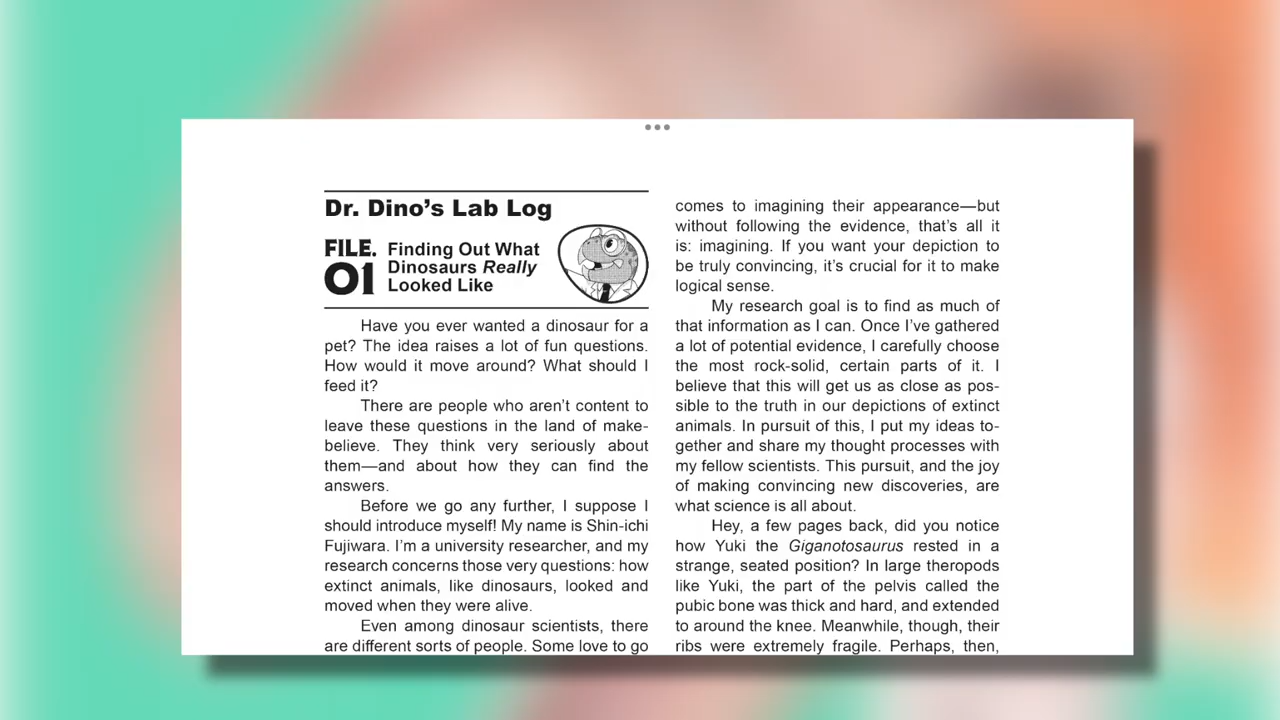 Dr. Dino's Lab Log
FILE.
01
Finding Out What
Dinosaurs Really
Looked Like
Have you ever wanted a dinosaur for a
pet? The idea raises a lot of fun questions.
How would it move around? What should I
feed it?
There are people who aren't content to
leave these questions in the land of make-
believe. They think very seriously about
them—and about how they can find the
answers.
Before we go any further, I suppose I
should introduce myself! My name is Shin-ichi
Fujiwara. I'm a university researcher, and my
research concerns those very questions: how
extinct animals, like dinosaurs, looked and
moved when they were alive.
Even among dinosaur scientists, there
are different sorts of people. Some love to go
comes to imagining their appearance—but
without following the evidence, that's all it
is: imagining. If you want your depiction to
be truly convincing, it's crucial for it to make
logical sense.
My research goal is to find as much of
that information as I can. Once I've gathered
a lot of potential evidence, I carefully choose
the most rock-solid, certain parts of it. I
believe that this will get us as close as pos-
sible to the truth in our depictions of extinct
animals. In pursuit of this, I put my ideas to-
gether and share my thought processes with
my fellow scientists. This pursuit, and the joy
of making convincing new discoveries, are
what science is all about.
Hey, a few pages back, did you notice
how Yuki the Giganotosaurus rested in a
strange, seated position? In large theropods
like Yuki, the part of the pelvis called the
pubic bone was thick and hard, and extended
to around the knee. Meanwhile, though, their
ribs were extremely fragile. Perhaps, then,